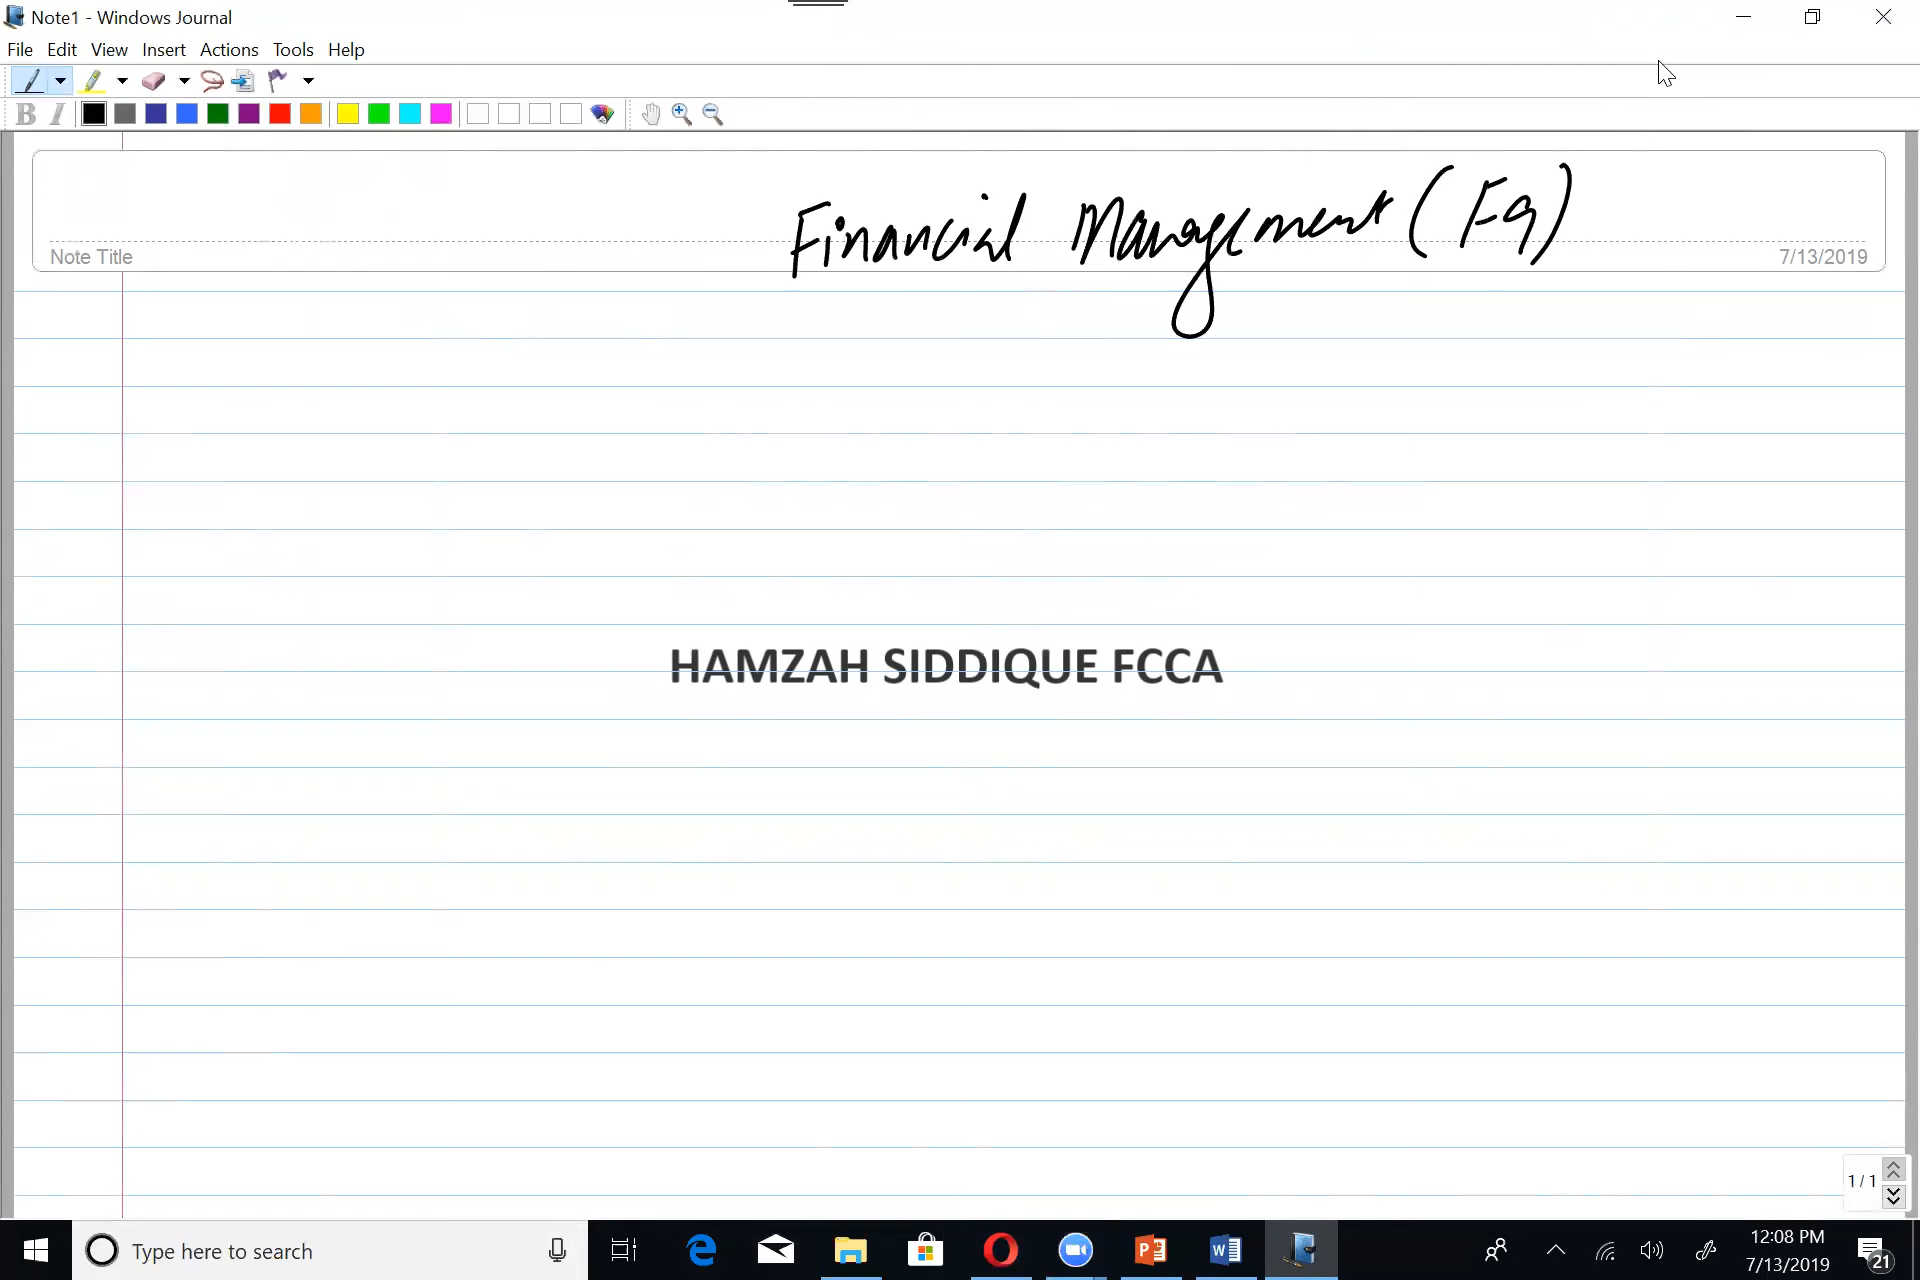 Note1 - Windows Journal
File Edit View Insert Actions Tools Help
B I
Financial Management (F9)
Note Title
7/13/2019
HAMZAH SIDDIQUE FCCA
1 / 1
Type here to search
12:08 PM
7/13/2019
21